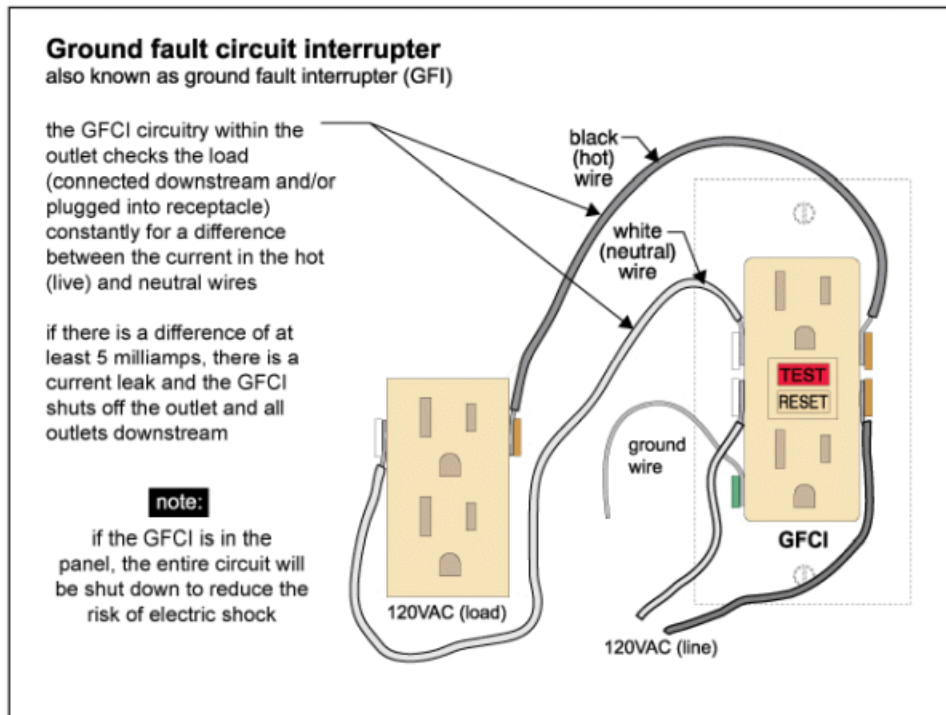 Ground fault circuit interrupter
also known as ground fault interrupter (GFI)
the GFCI circuitry within the
outlet checks the load
(connected downstream and/or
plugged into receptacle)
constantly for a difference
between the current in the hot
(live) and neutral wires
if there is a difference of at
least 5 milliamps, there is a
current leak and the GFCI
shuts off the outlet and all
outlets downstream
note:
if the GFCI is in the
panel, the entire circuit will
be shut down to reduce the
risk of electric shock
black
(hot)
wire
white
(neutral)
wire
TEST
RESET
ground
wire
GFCI
120VAC (load)
120VAC (line)